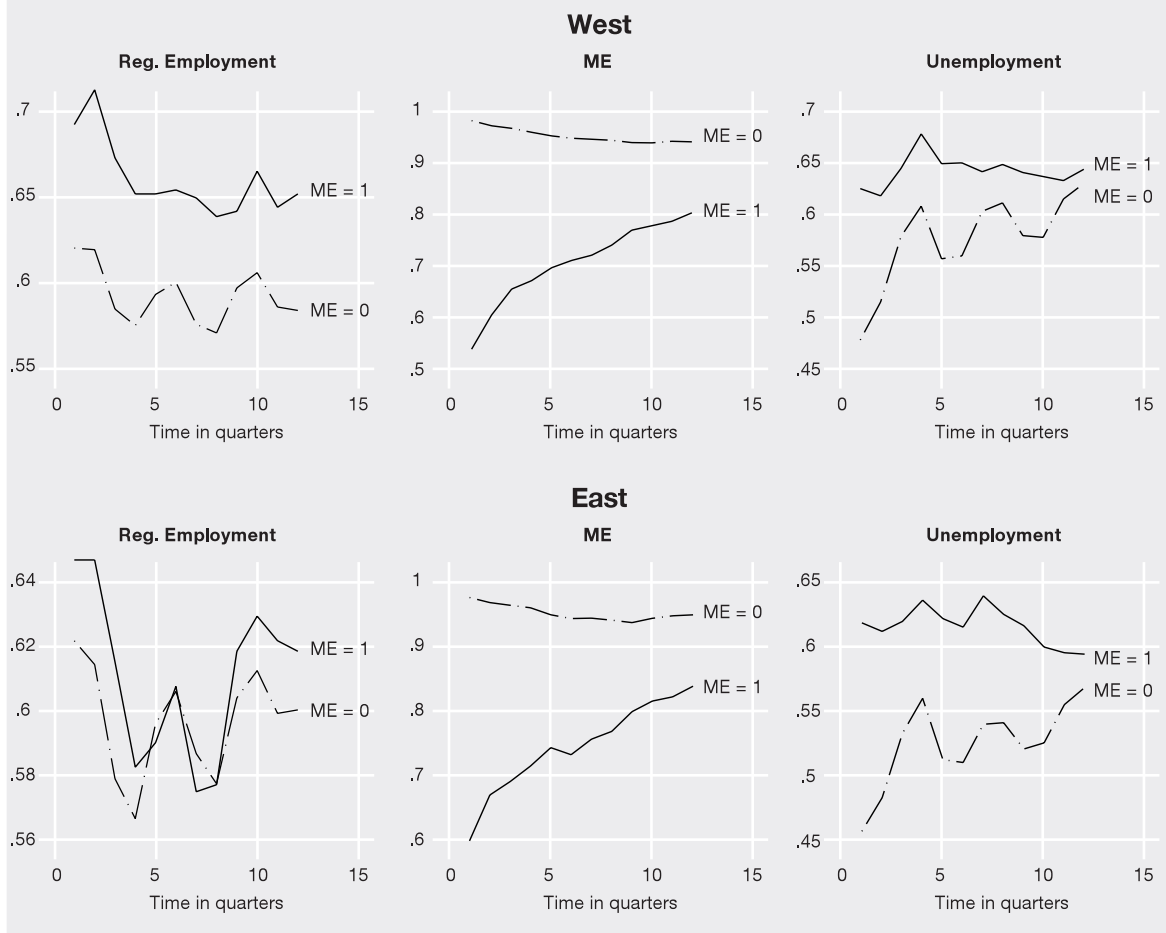 West
Reg. Employment
.7
.65
.6
.55
ME = 1
ME = 0
0 5 10 15
Time in quarters
ME
1
.9
.8
.7
.6
.5
ME = 0
ME = 1
0 5 10 15
Time in quarters
Unemployment
.7
.65
.6
.55
.5
.45
ME = 1
ME = 0
0 5 10 15
Time in quarters
East
Reg. Employment
.64
.62
.6
.58
.56
ME = 1
ME = 0
0 5 10 15
Time in quarters
ME
1
.9
.8
.7
.6
ME = 0
ME = 1
0 5 10 15
Time in quarters
Unemployment
.65
.6
.55
.5
.45
ME = 1
ME = 0
0 5 10 15
Time in quarters